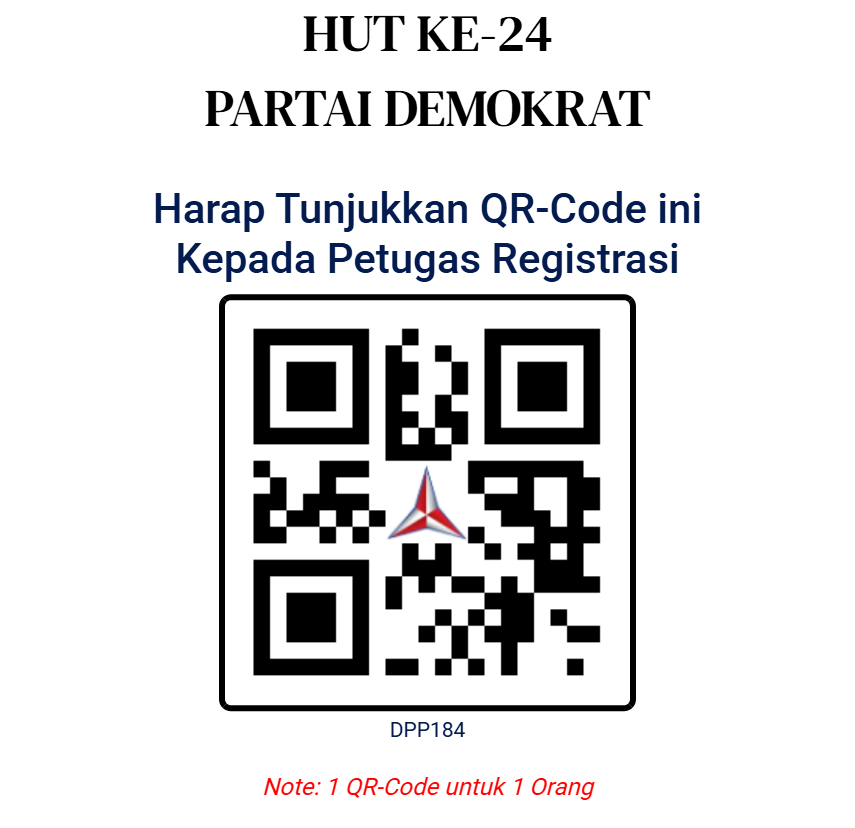 HUT KE-24
PARTAI DEMOKRAT
Harap Tunjukkan QR-Code ini
Kepada Petugas Registrasi
DPP184
Note: 1 QR-Code untuk 1 Orang